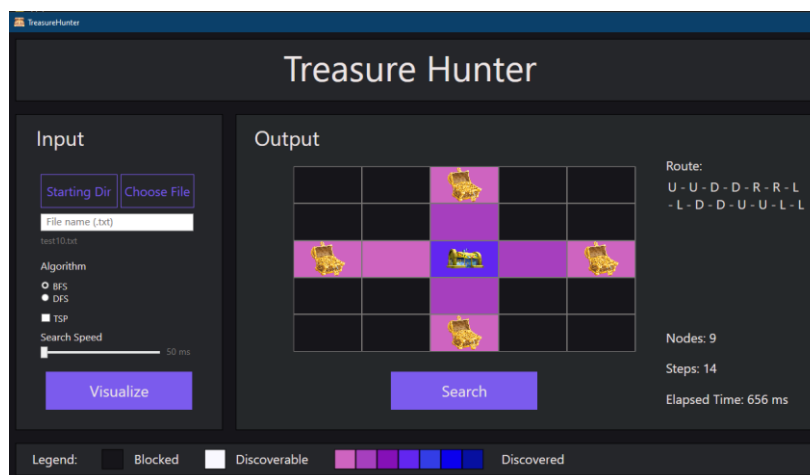 TreasureHunter
Treasure Hunter
Input
Starting Dir
Choose File
File name (.txt)
test10.txt
Algorithm
BFS
DFS
TSP
Search Speed
50 ms
Visualize
Output
Search
Route:
U - U - D - D - R - R - L
- L - D - D - U - U - L - L
Nodes: 9
Steps: 14
Elapsed Time: 656 ms
Legend:
Blocked
Discoverable
Discovered